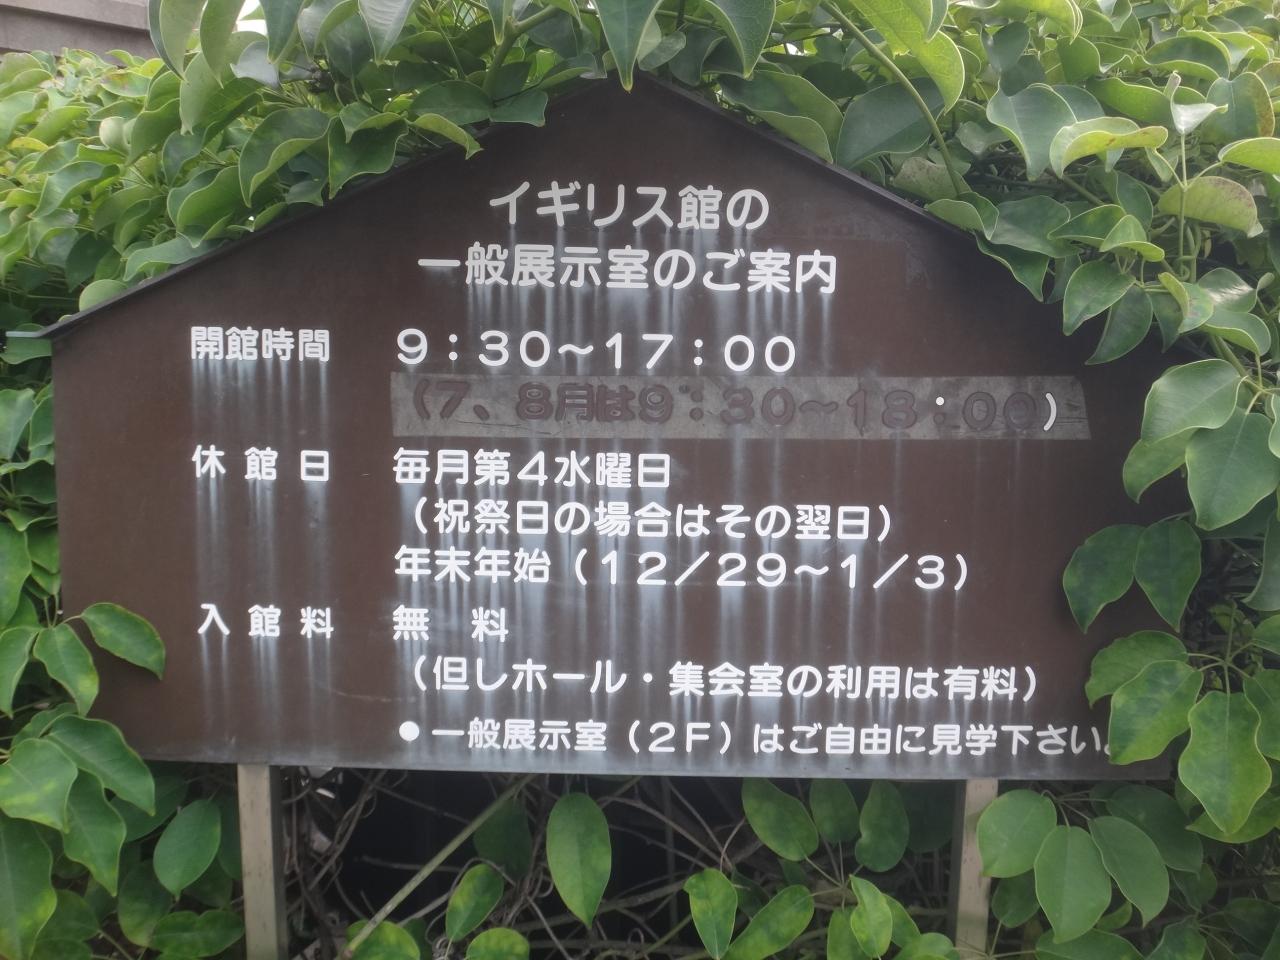 イギリス館の
一般展示室のご案内
開館時間 9:30～17:00
(7、8月は9:30～18:00)
休館日 毎月第4水曜日
(祝祭日の場合はその翌日)
年末年始(12/29～1/3)
入館料 無料
(但しホール・集会室の利用は有料)
●一般展示室(2F)はご自由に見学下さい。